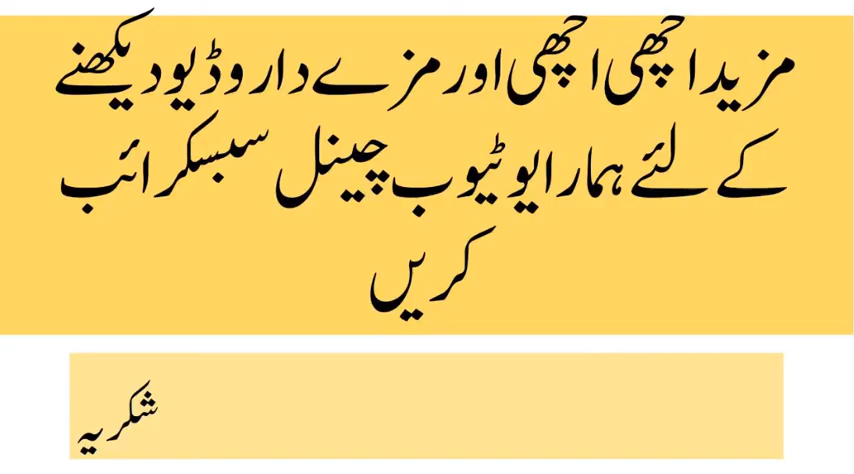 مزید اچھی اچھی اور مزے دار وڈیو دیکھنے
کے لئے ہمارا یوٹیوب چینل سبسکرائب
کریں
شکریہ